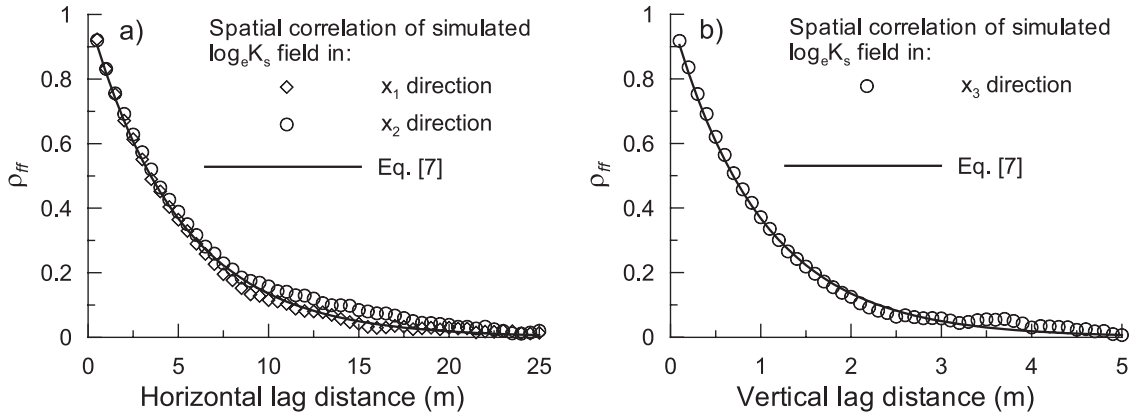 a)
Spatial correlation of simulated
logeKs field in:
x1 direction
x2 direction
Eq. [7]
ρff
1
0.8
0.6
0.4
0.2
0
0 5 10 15 20 25
Horizontal lag distance (m)
b)
Spatial correlation of simulated
logeKs field in:
x3 direction
Eq. [7]
ρff
1
0.8
0.6
0.4
0.2
0
0 1 2 3 4 5
Vertical lag distance (m)